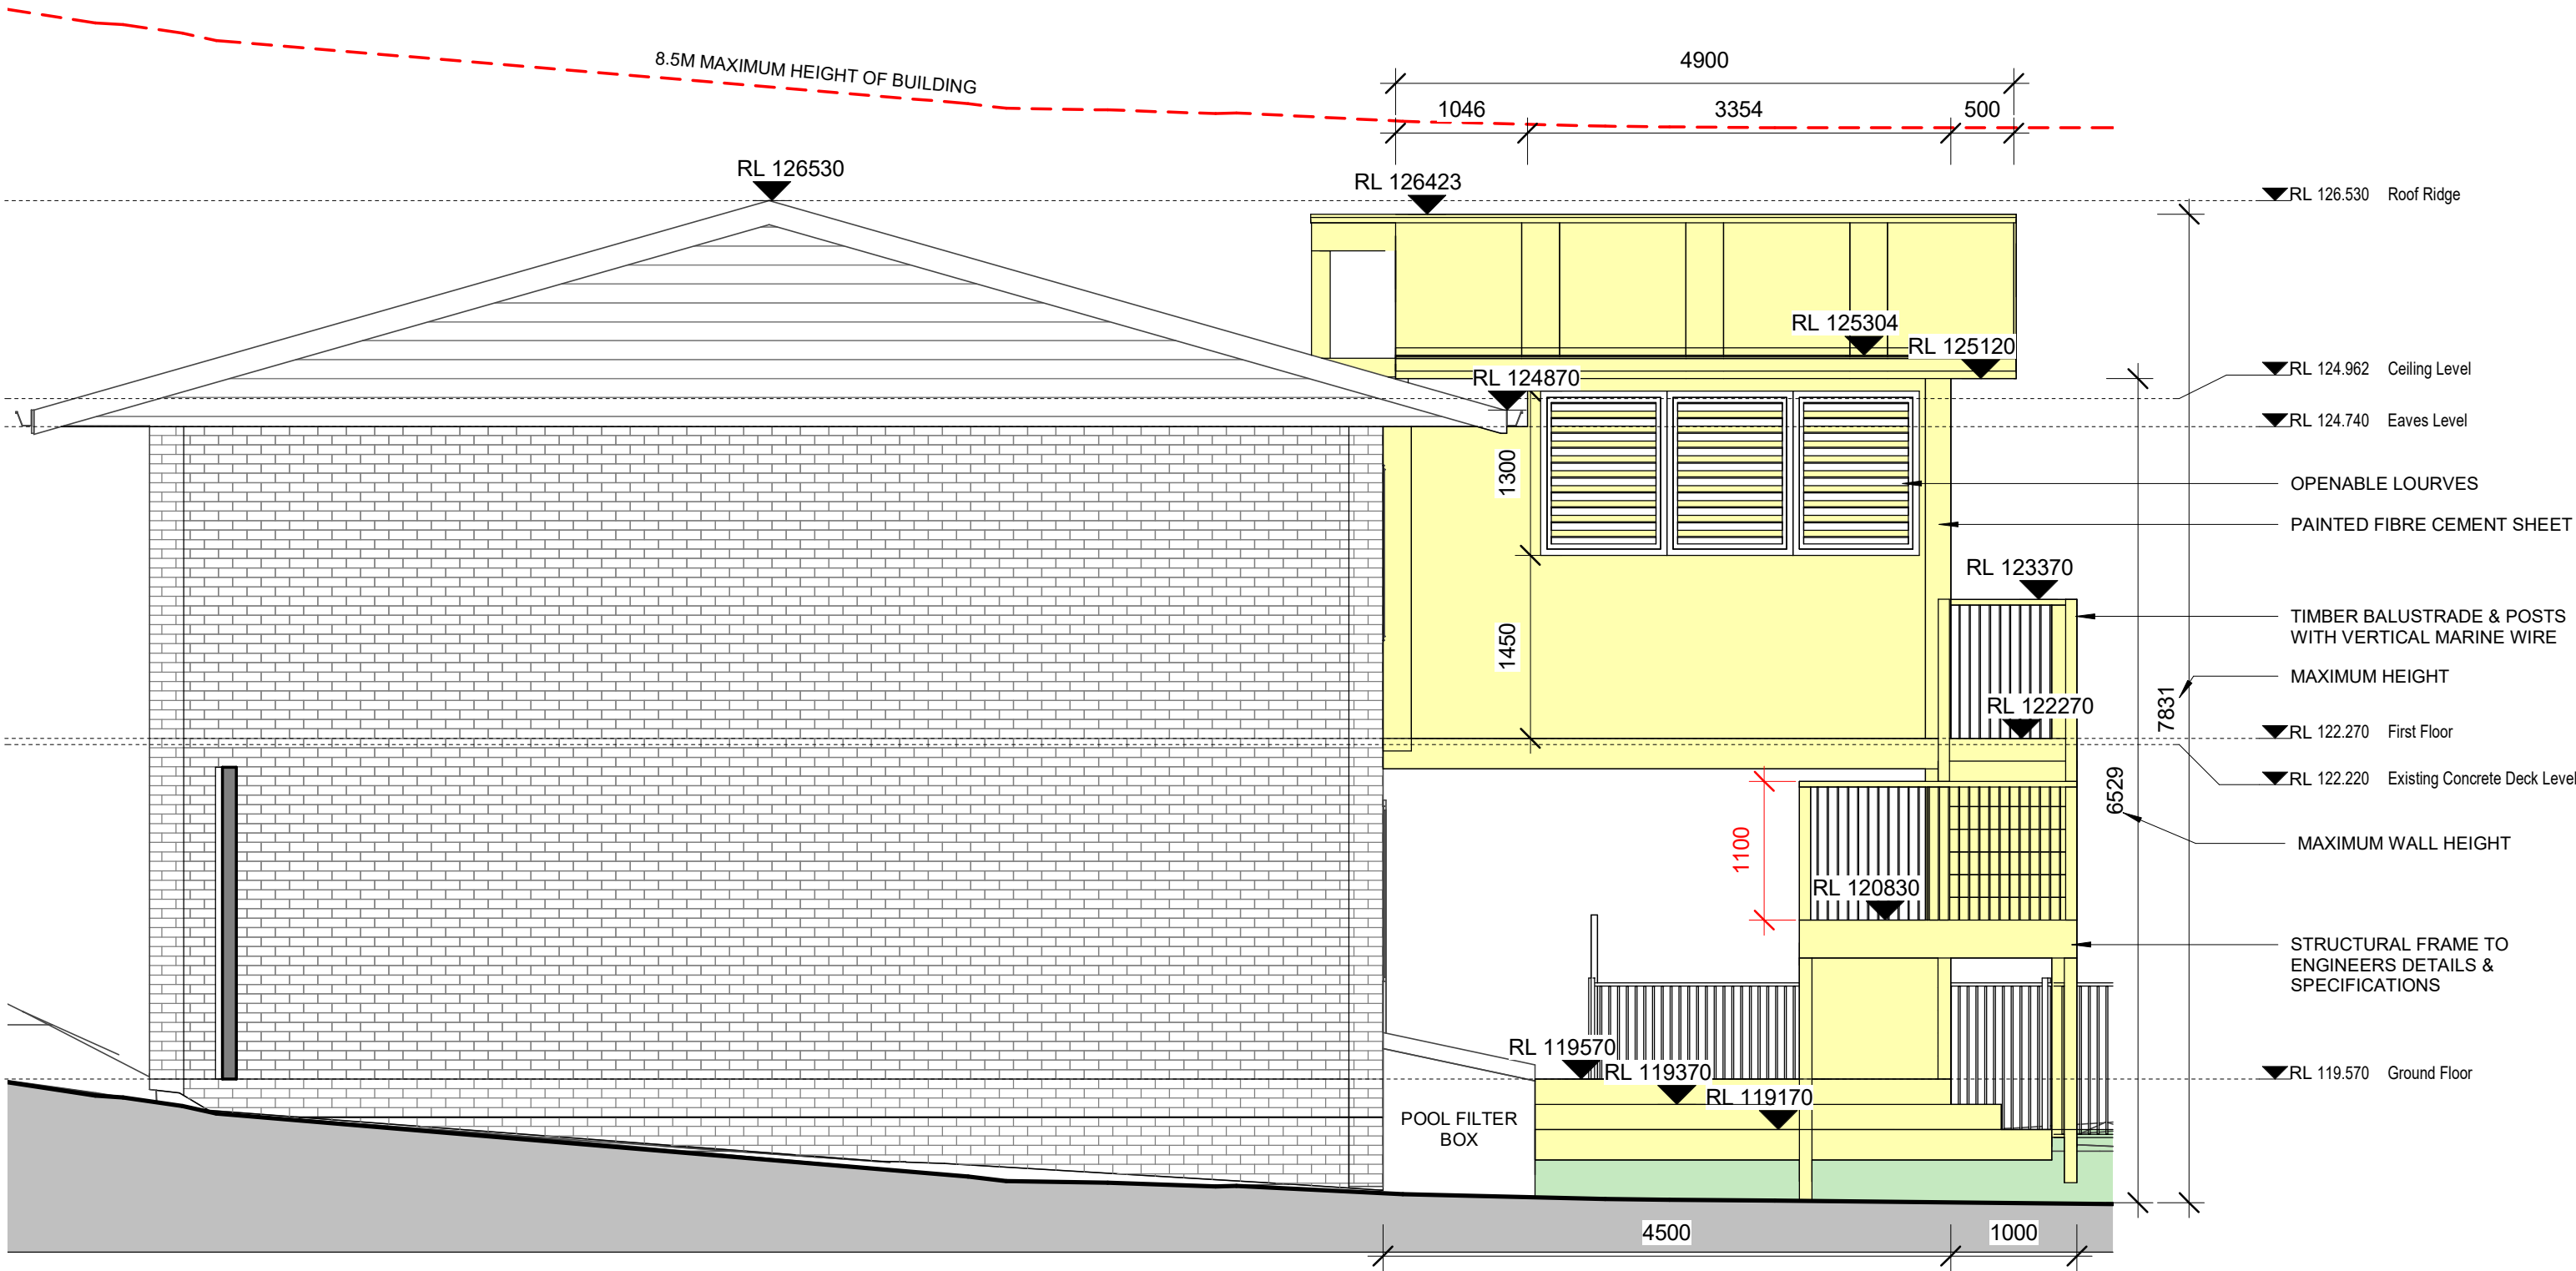 8.5M MAXIMUM HEIGHT OF BUILDING
4900
1046
3354
500
RL 126530
RL 126423
RL 126.530 Roof Ridge
RL 125304
RL 125120
RL 124870
RL 124.962 Ceiling Level
RL 124.740 Eaves Level
1300
OPENABLE LOURVES
PAINTED FIBRE CEMENT SHEET
RL 123370
TIMBER BALUSTRADE & POSTS
WITH VERTICAL MARINE WIRE
1450
MAXIMUM HEIGHT
7831
RL 122270
RL 122.270 First Floor
RL 122.220 Existing Concrete Deck Level
6529
MAXIMUM WALL HEIGHT
1100
RL 120830
STRUCTURAL FRAME TO
ENGINEERS DETAILS &
SPECIFICATIONS
RL 119570
RL 119370
RL 119170
RL 119.570 Ground Floor
POOL FILTER
BOX
4500
1000